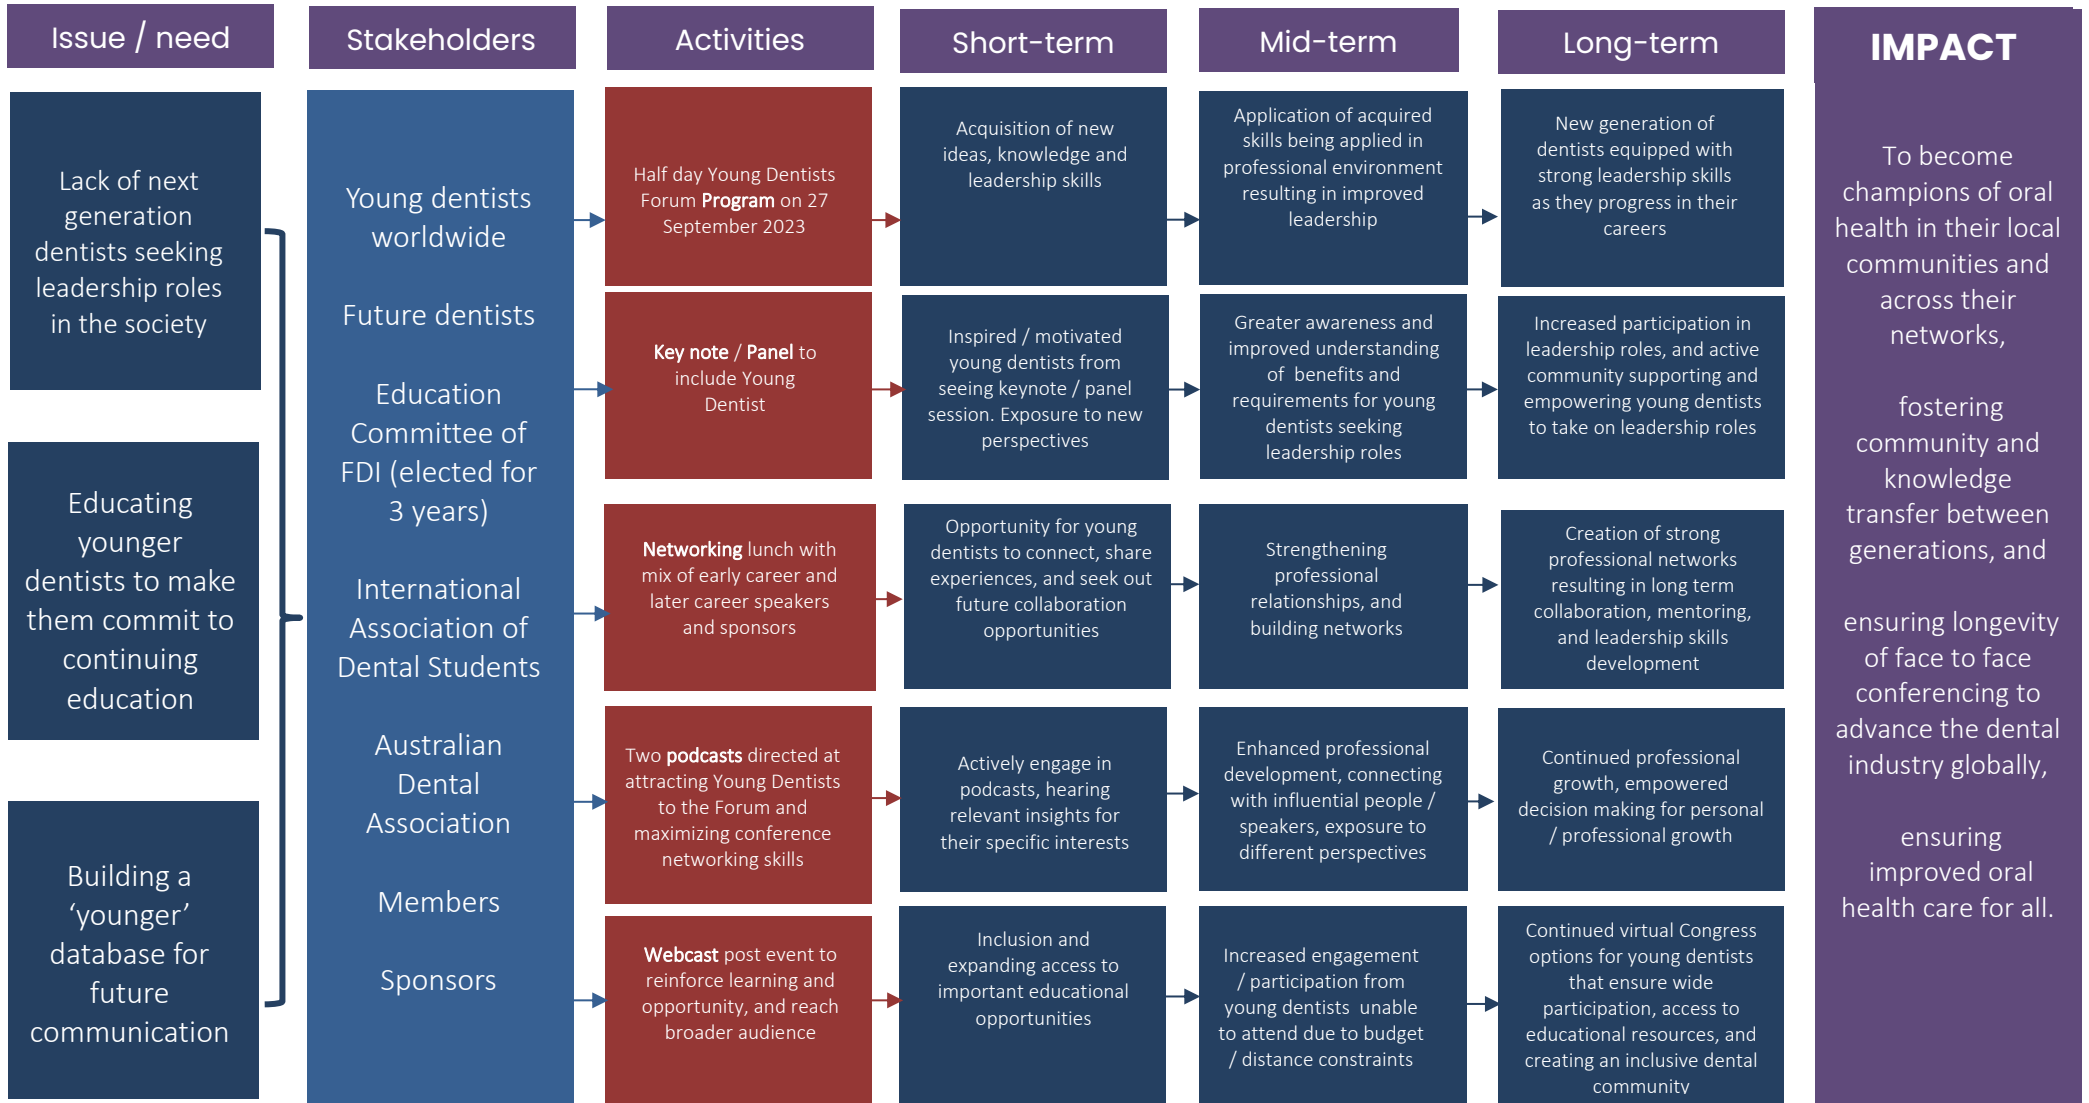 Issue / need
Stakeholders
Activities
Short-term
Mid-term
Long-term
IMPACT
Lack of next
generation
dentists seeking
leadership roles
in the society
Educating
younger
dentists to make
them commit to
continuing
education
Building a
‘younger’
database for
future
communication
Young dentists
worldwide
Future dentists
Education
Committee of
FDI (elected for
3 years)
International
Association of
Dental Students
Australian
Dental
Association
Members
Sponsors
Half day Young Dentists
Forum Program on 27
September 2023
Acquisition of new
ideas, knowledge and
leadership skills
Application of acquired
skills being applied in
professional environment
resulting in improved
leadership
New generation of
dentists equipped with
strong leadership skills
as they progress in their
careers
Key note / Panel to
include Young
Dentist
Inspired / motivated
young dentists from
seeing keynote / panel
session. Exposure to new
perspectives
Greater awareness and
improved understanding
of benefits and
requirements for young
dentists seeking
leadership roles
Increased participation in
leadership roles, and active
community supporting and
empowering young dentists
to take on leadership roles
Networking lunch with
mix of early career and
later career speakers
and sponsors
Opportunity for young
dentists to connect, share
experiences, and seek out
future collaboration
opportunities
Strengthening
professional
relationships, and
building networks
Creation of strong
professional networks
resulting in long term
collaboration, mentoring,
and leadership skills
development
Two podcasts directed at
attracting Young Dentists
to the Forum and
maximizing conference
networking skills
Actively engage in
podcasts, hearing
relevant insights for
their specific interests
Enhanced professional
development, connecting
with influential people /
speakers, exposure to
different perspectives
Continued professional
growth, empowered
decision making for personal
/ professional growth
Webcast post event to
reinforce learning and
opportunity, and reach
broader audience
Inclusion and
expanding access to
important educational
opportunities
Increased engagement
/ participation from
young dentists unable
to attend due to budget
/ distance constraints
Continued virtual Congress
options for young dentists
that ensure wide
participation, access to
educational resources, and
creating an inclusive dental
community
To become
champions of oral
health in their local
communities and
across their
networks,
fostering
community and
knowledge
transfer between
generations, and
ensuring longevity
of face to face
conferencing to
advance the dental
industry globally,
ensuring
improved oral
health care for all.